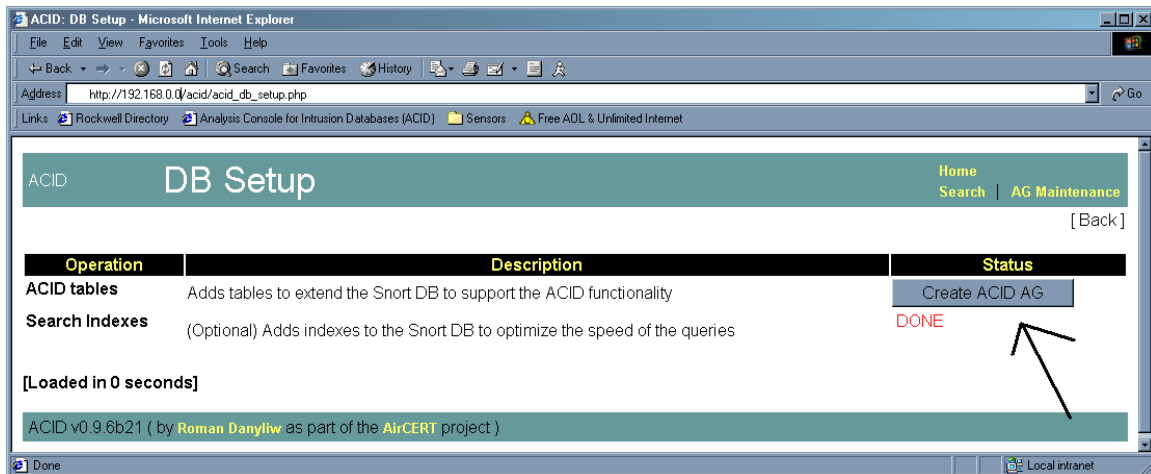 ACID: DB Setup - Microsoft Internet Explorer
File Edit View Favorites Tools Help
Back Search Favorites History
Address http://192.168.0.0/acid/acid_db_setup.php Go
Links Rockwell Directory Analysis Console for Intrusion Databases (ACID) Sensors Free AOL & Unlimited Internet
ACID DB Setup Home
Search | AG Maintenance
[ Back ]
Operation Description Status
ACID tables Adds tables to extend the Snort DB to support the ACID functionality Create ACID AG
Search Indexes (Optional) Adds indexes to the Snort DB to optimize the speed of the queries DONE
[Loaded in 0 seconds]
ACID v0.9.6b21 ( by Roman Danyliw as part of the AirCERT project )
Done Local intranet